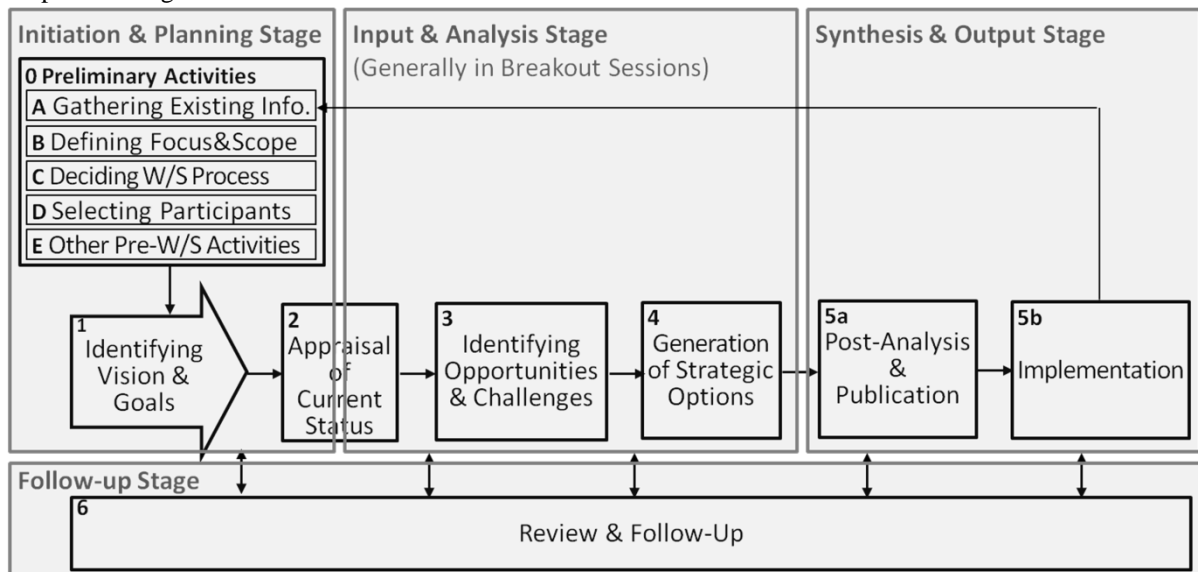 Initiation & Planning Stage
0 Preliminary Activities
A Gathering Existing Info.
B Defining Focus&Scope
C Deciding W/S Process
D Selecting Participants
E Other Pre-W/S Activities
1
Identifying
Vision &
Goals
Input & Analysis Stage
(Generally in Breakout Sessions)
2
Appraisal
of
Current
Status
3
Identifying
Opportunities
& Challenges
4
Generation
of Strategic
Options
Synthesis & Output Stage
5a
Post-Analysis
&
Publication
5b
Implementation
Follow-up Stage
6
Review & Follow-Up